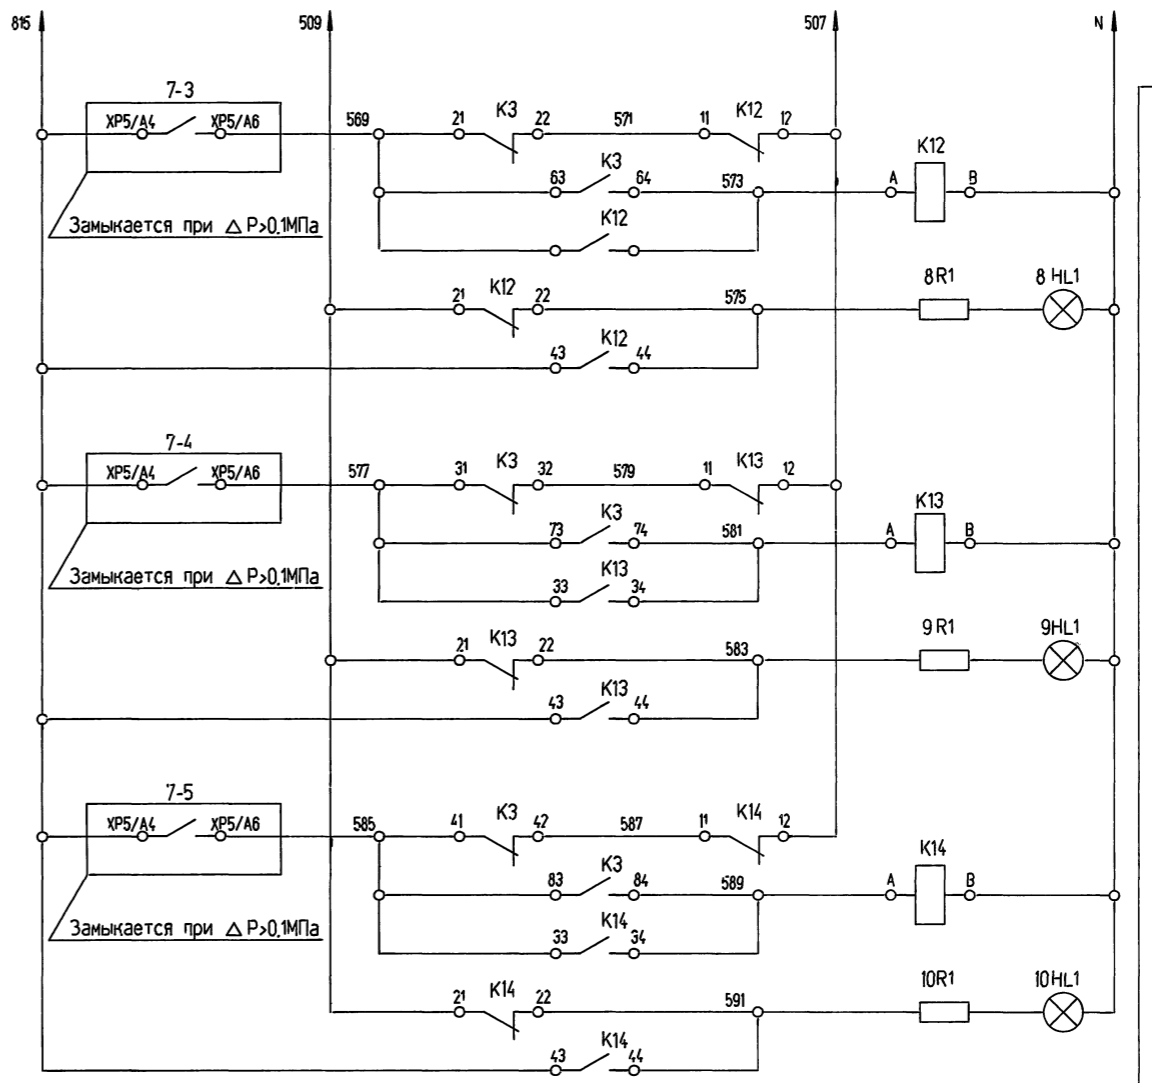 815 509 507 N
7-3
XP5/A4 XP5/A6 569 21 K3 22 571 11 K12 12
K12
63 K3 64 573 A B
Замыкается при △ P>0,1МПа
K12
21 K12 22 575 8R1 8HL1
43 K12 44
7-4
XP5/A4 XP5/A6 577 31 K3 32 579 11 K13 12
K13
73 K3 74 581 A B
Замыкается при △ P>0,1МПа
33 K13 34
21 K13 22 583 9R1 9HL1
43 K13 44
7-5
XP5/A4 XP5/A6 585 41 K3 42 587 11 K14 12
K14
83 K3 84 589 A B
Замыкается при △ P>0,1МПа
33 K14 34
21 K14 22 591 10R1 10HL1
43 K14 44